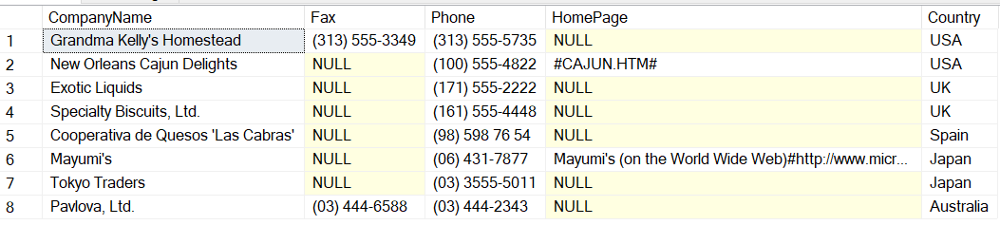 CompanyName Fax Phone HomePage Country
1 Grandma Kelly's Homestead (313) 555-3349 (313) 555-5735 NULL USA
2 New Orleans Cajun Delights NULL (100) 555-4822 #CAJUN.HTM# USA
3 Exotic Liquids NULL (171) 555-2222 NULL UK
4 Specialty Biscuits, Ltd. NULL (161) 555-4448 NULL UK
5 Cooperativa de Quesos 'Las Cabras' NULL (98) 598 76 54 NULL Spain
6 Mayumi's NULL (06) 431-7877 Mayumi's (on the World Wide Web)#http://www.micr... Japan
7 Tokyo Traders NULL (03) 3555-5011 NULL Japan
8 Pavlova, Ltd. (03) 444-6588 (03) 444-2343 NULL Australia